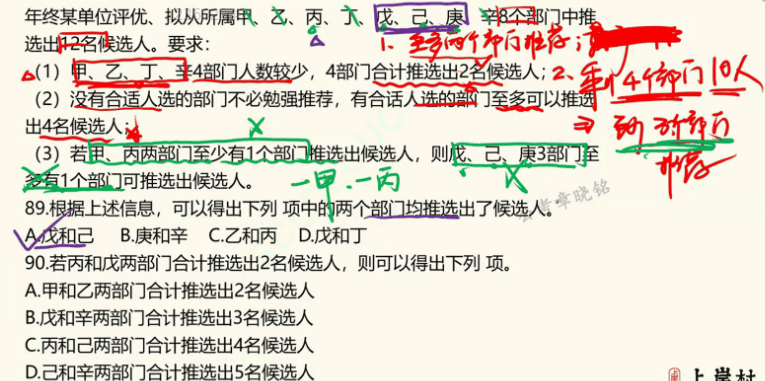 年终某单位评优、拟从所属甲、乙、丙、丁、戊、己、庚、辛8个部门中推
选出12名候选人。要求：
1、至多两个部门推荐；
（1）甲、乙、丁、辛4部门人数较少，4部门合计推选出2名候选人；
2、剩4个部门10人
（2）没有合适人选的部门不必勉强推荐，有合适人选的部门至多可以推选
出4名候选人；
⇒ 至少3个部门
推荐
（3）若甲、丙两部门至少有1个部门推选出候选人，则戊、己、庚3部门至
多有1个部门可推选出候选人。
一甲.一丙
89.根据上述信息，可以得出下列 项中的两个部门均推选出了候选人。
A.戊和己 B.庚和辛 C.乙和丙 D.戊和丁
90.若丙和戊两部门合计推选出2名候选人，则可以得出下列 项。
A.甲和乙两部门合计推选出2名候选人
B.戊和辛两部门合计推选出3名候选人
C.丙和己两部门合计推选出4名候选人
D.己和辛两部门合计推选出5名候选人
上岸村